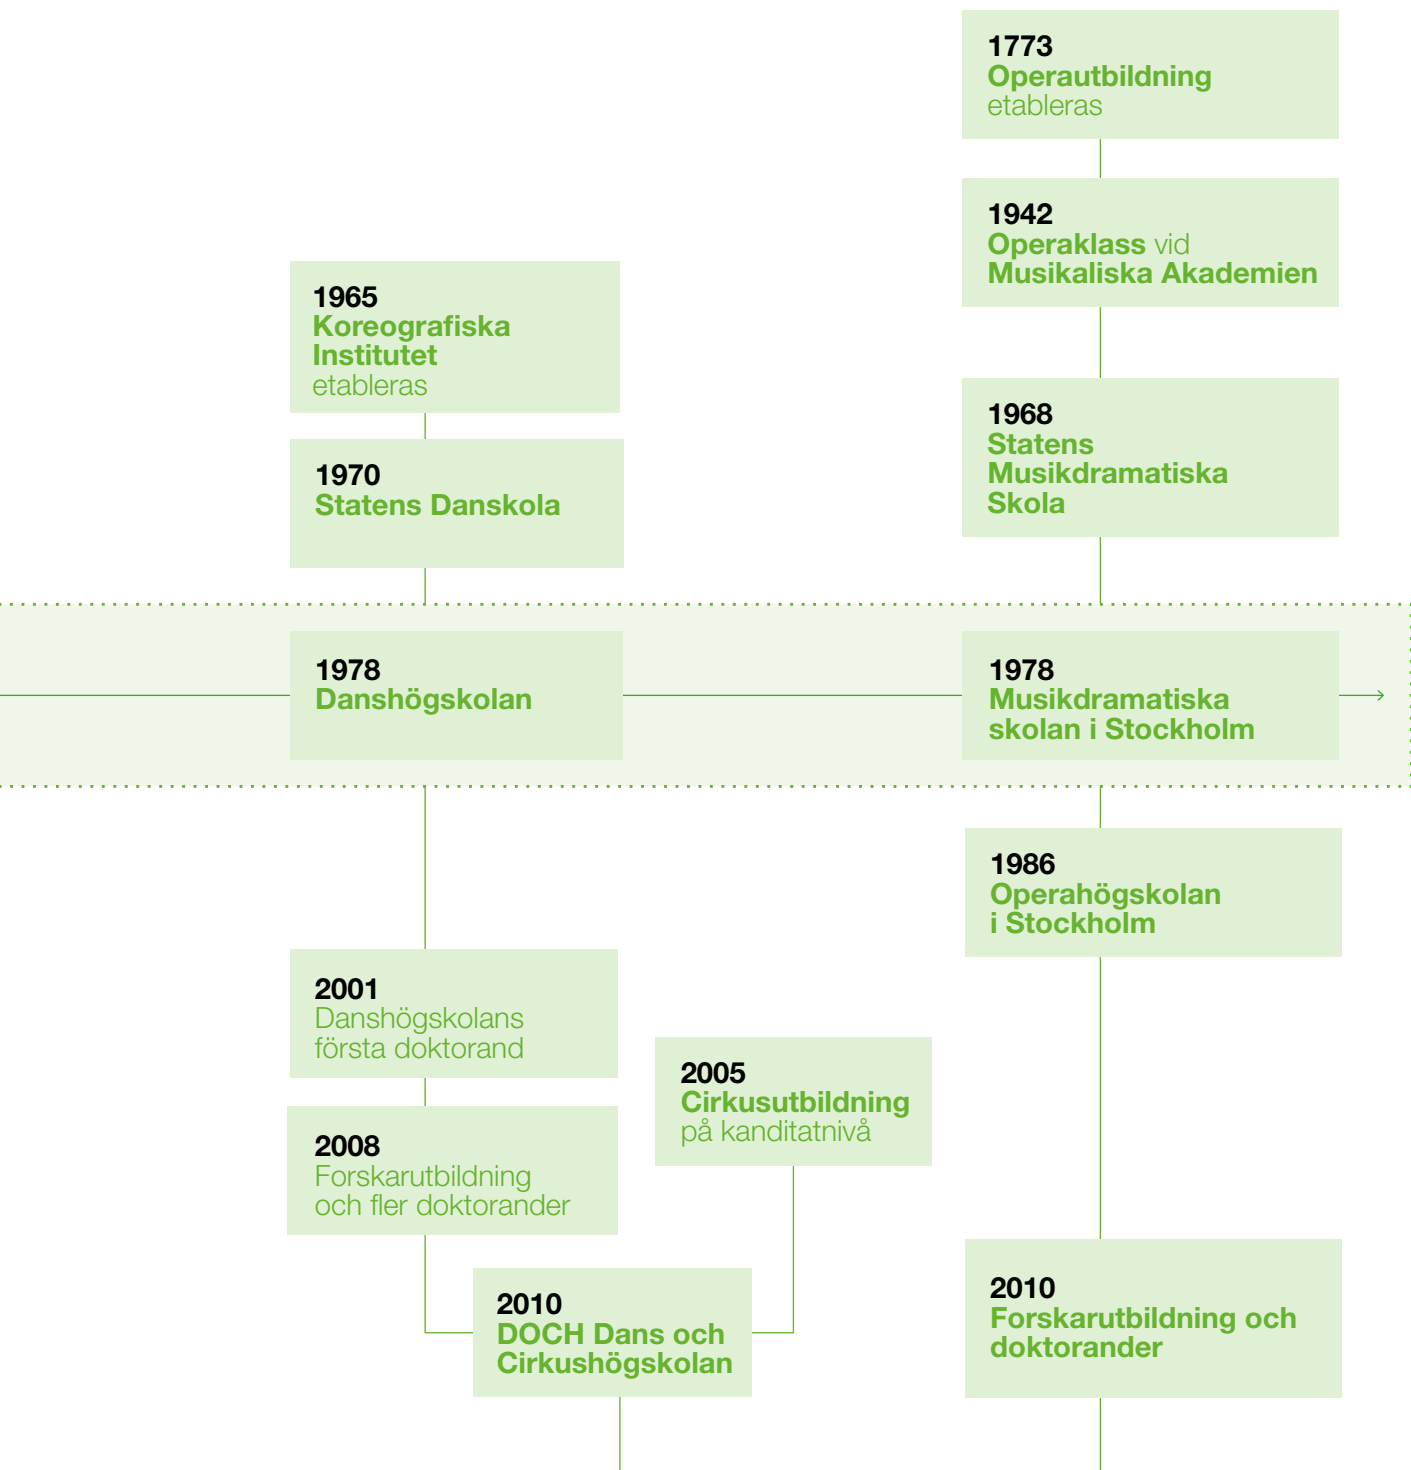 1773
Operautbildning
etableras
1942
Operaklass vid
Musikaliska Akademien
1965
Koreografiska
Institutet
etableras
1968
Statens
Musikdramatiska
Skola
1970
Statens Danskola
1978
Danshögskolan
1978
Musikdramatiska
skolan i Stockholm
1986
Operahögskolan
i Stockholm
2001
Danshögskolans
första doktorand
2005
Cirkusutbildning
på kanditatnivå
2008
Forskarutbildning
och fler doktorander
2010
DOCH Dans och
Cirkushögskolan
2010
Forskarutbildning och
doktorander